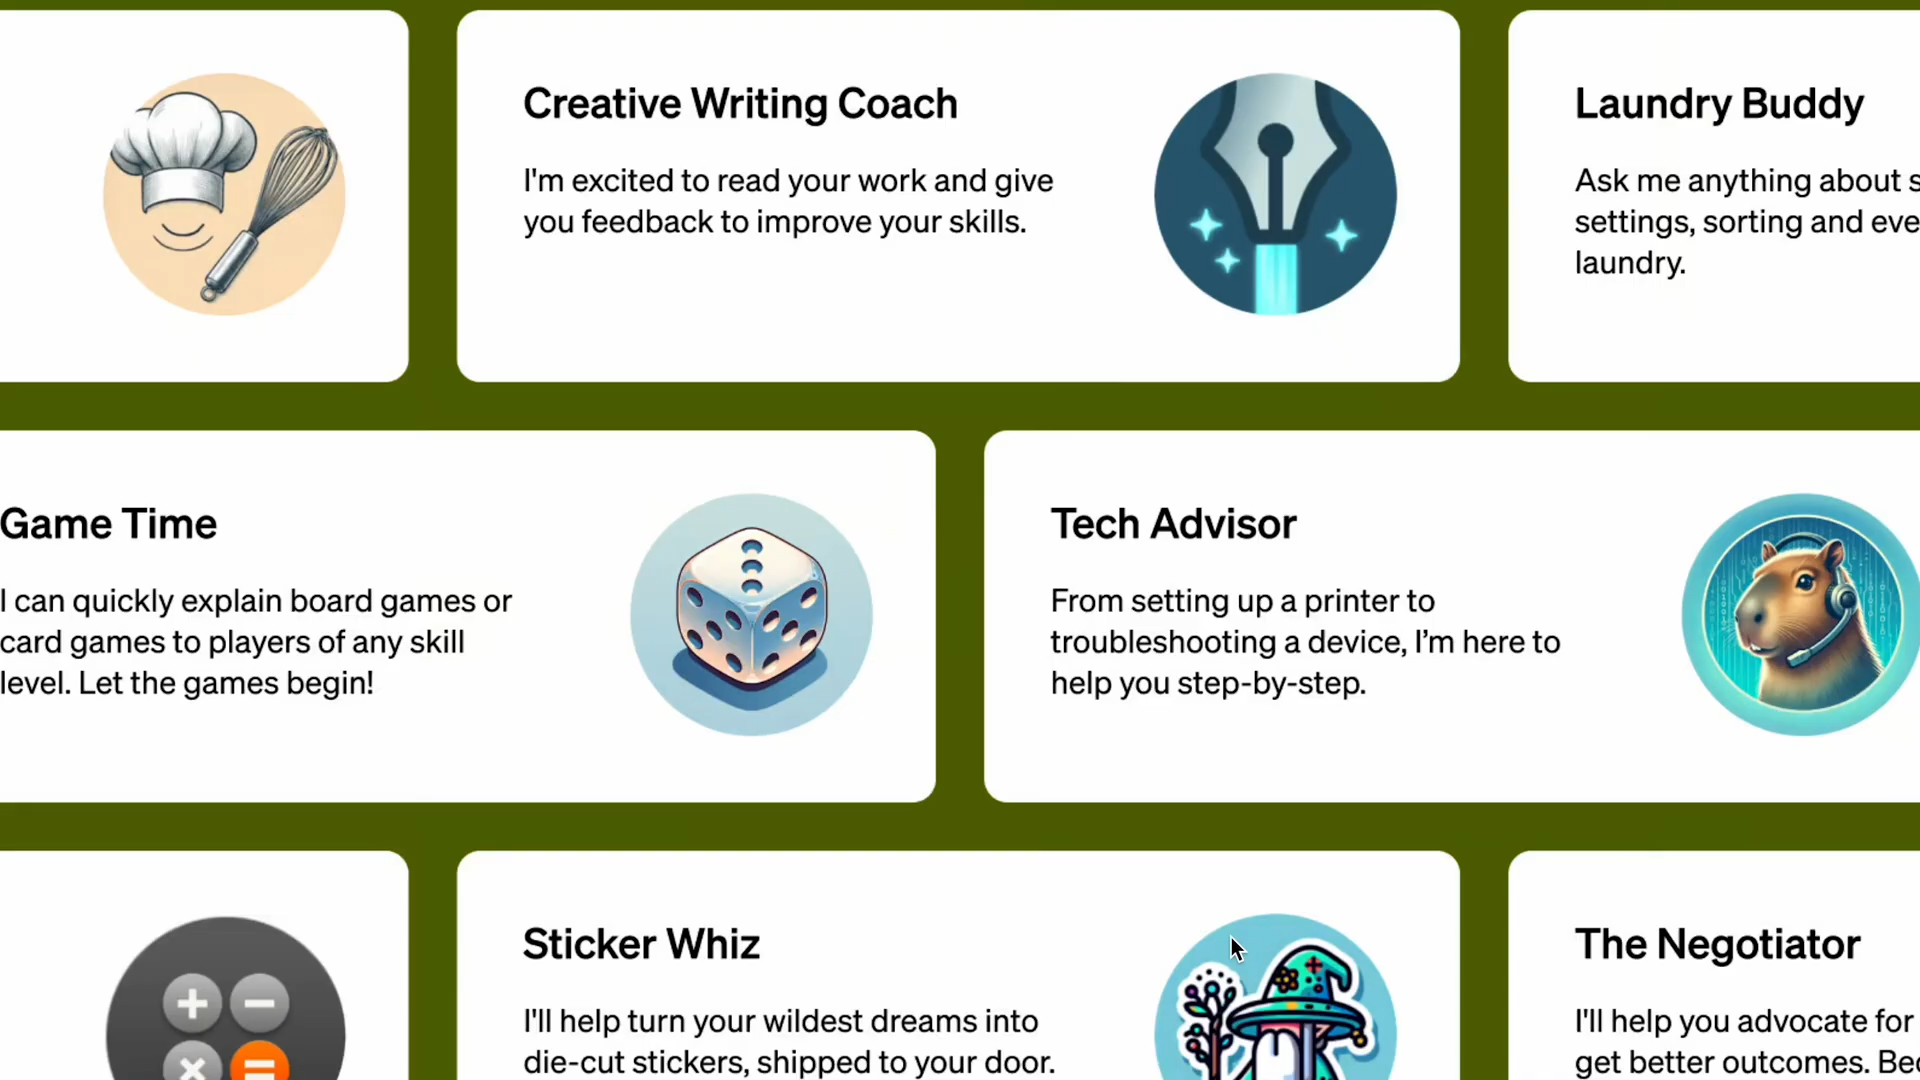 Creative Writing Coach
I'm excited to read your work and give
you feedback to improve your skills.
Laundry Buddy
Ask me anything about
settings, sorting and
laundry.
Game Time
I can quickly explain board games or
card games to players of any skill
level. Let the games begin!
Tech Advisor
From setting up a printer to
troubleshooting a device, I’m here to
help you step-by-step.
Sticker Whiz
I'll help turn your wildest dreams into
die-cut stickers, shipped to your door.
The Negotiator
I'll help you advocate for
get better outcomes.